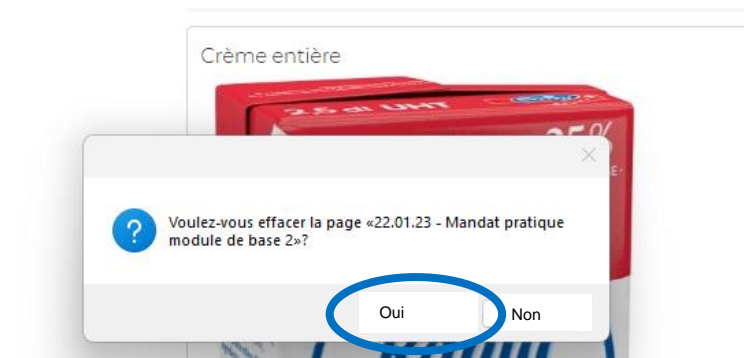 Crème entière
2,5 dl UHT
%
Voulez-vous effacer la page «22.01.23 - Mandat pratique
module de base 2»?
Oui
Non